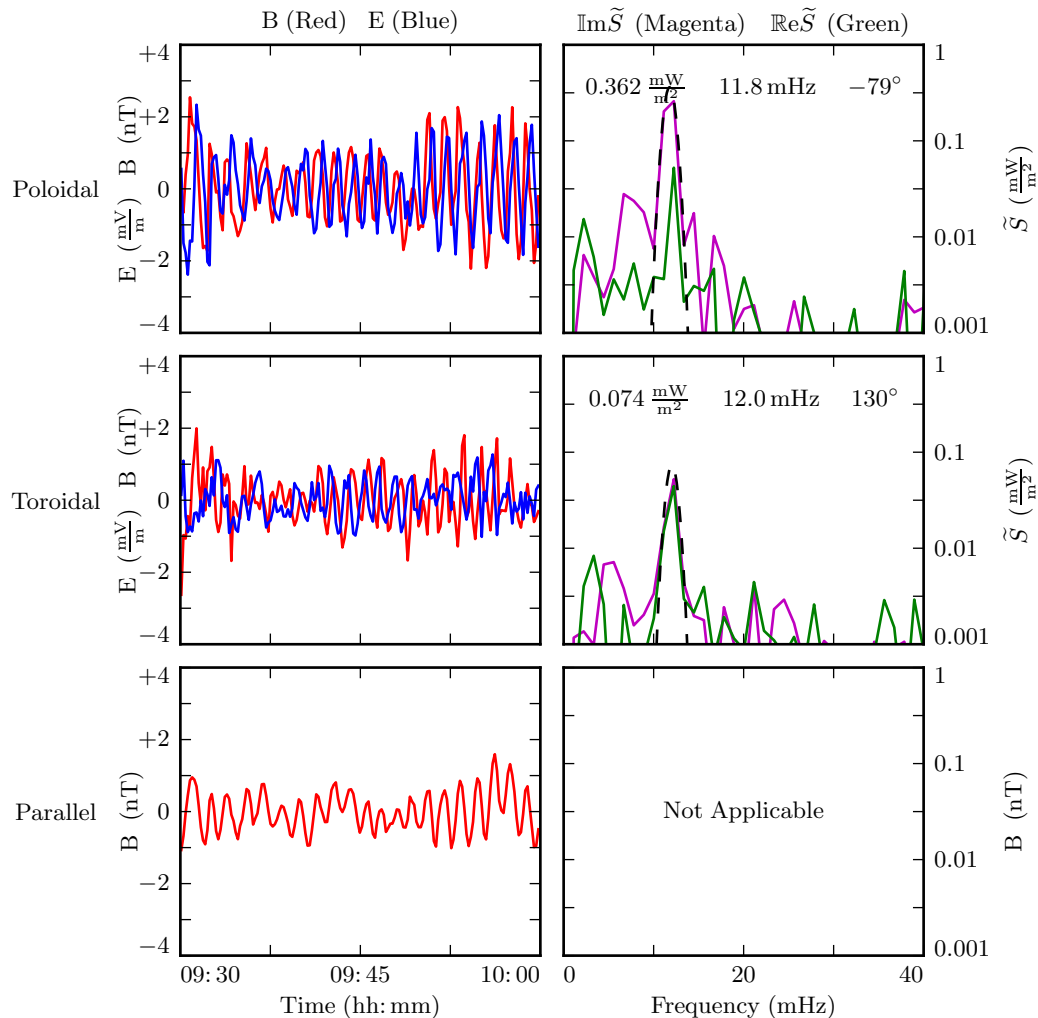 B (Red) E (Blue)
𝕀mS̃ (Magenta) ℝeS̃ (Green)
Poloidal
E (mV/m) B (nT)
+4
+2
0
−2
−4
0.362 mW/m² 11.8 mHz −79°
1
0.1
0.01
0.001
S̃ (mW/m²)
Toroidal
E (mV/m) B (nT)
+4
+2
0
−2
−4
0.074 mW/m² 12.0 mHz 130°
1
0.1
0.01
0.001
S̃ (mW/m²)
Parallel
B (nT)
+4
+2
0
−2
−4
09:30 09:45 10:00
Time (hh:mm)
Not Applicable
1
0.1
0.01
0.001
B (nT)
0 20 40
Frequency (mHz)